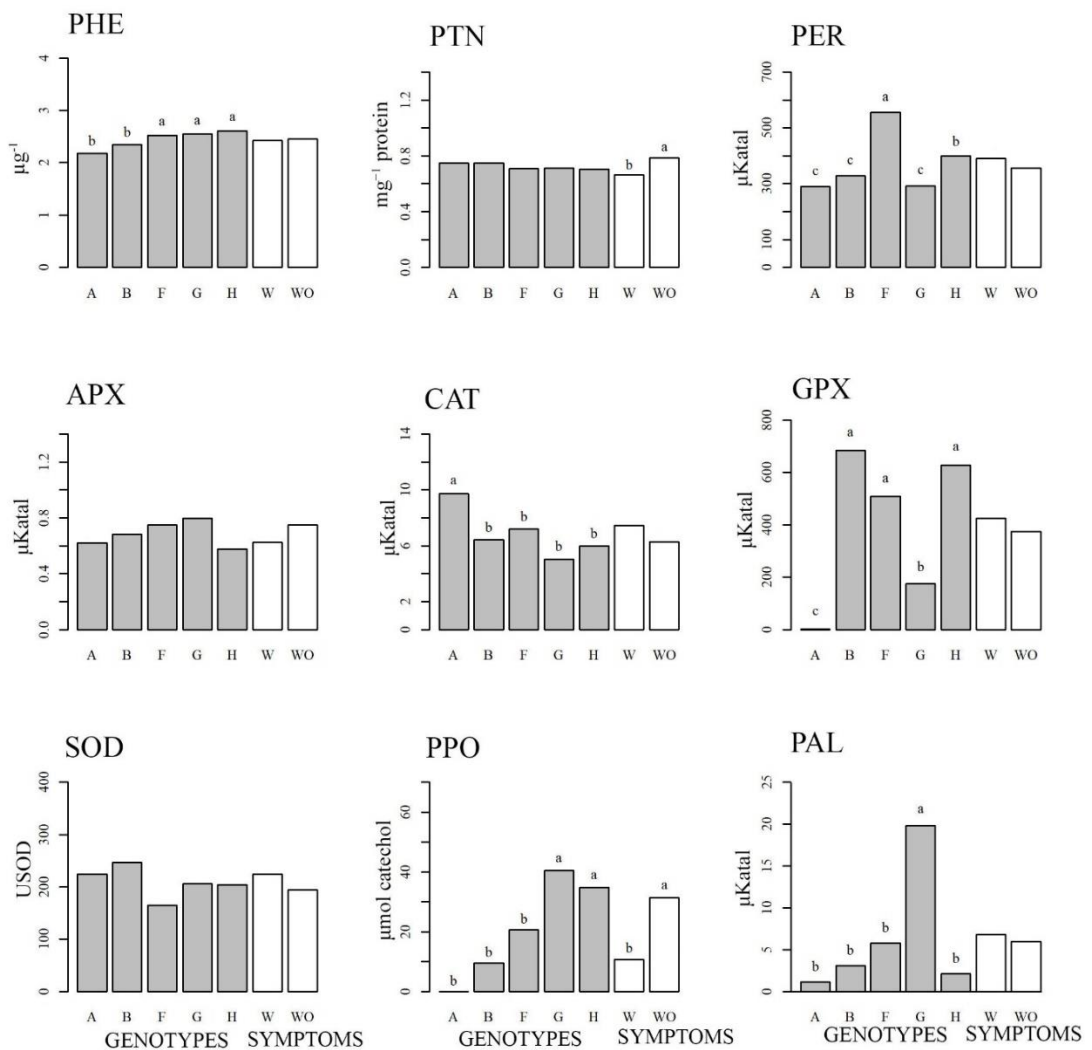 PHE
PTN
PER
µg⁻¹
0 1 2 3 4
b b a a a
A B F G H W WO
mg⁻¹ protein
0.0 0.4 0.8 1.2
b a
A B F G H W WO
µKatal
0 100 300 500 700
c c a c b
A B F G H W WO
APX
CAT
GPX
µKatal
0.0 0.4 0.8 1.2
A B F G H W WO
µKatal
0 2 6 10 14
a b b b b
A B F G H W WO
µKatal
0 200 400 600 800
c a a b a
A B F G H W WO
SOD
PPO
PAL
USOD
0 100 200 300 400
A B F G H W WO
GENOTYPES SYMPTOMS
µmol catechol
0 20 40 60
b b b a a b a
A B F G H W WO
GENOTYPES SYMPTOMS
µKatal
0 5 10 15 20 25
b b b a b
A B F G H W WO
GENOTYPES SYMPTOMS